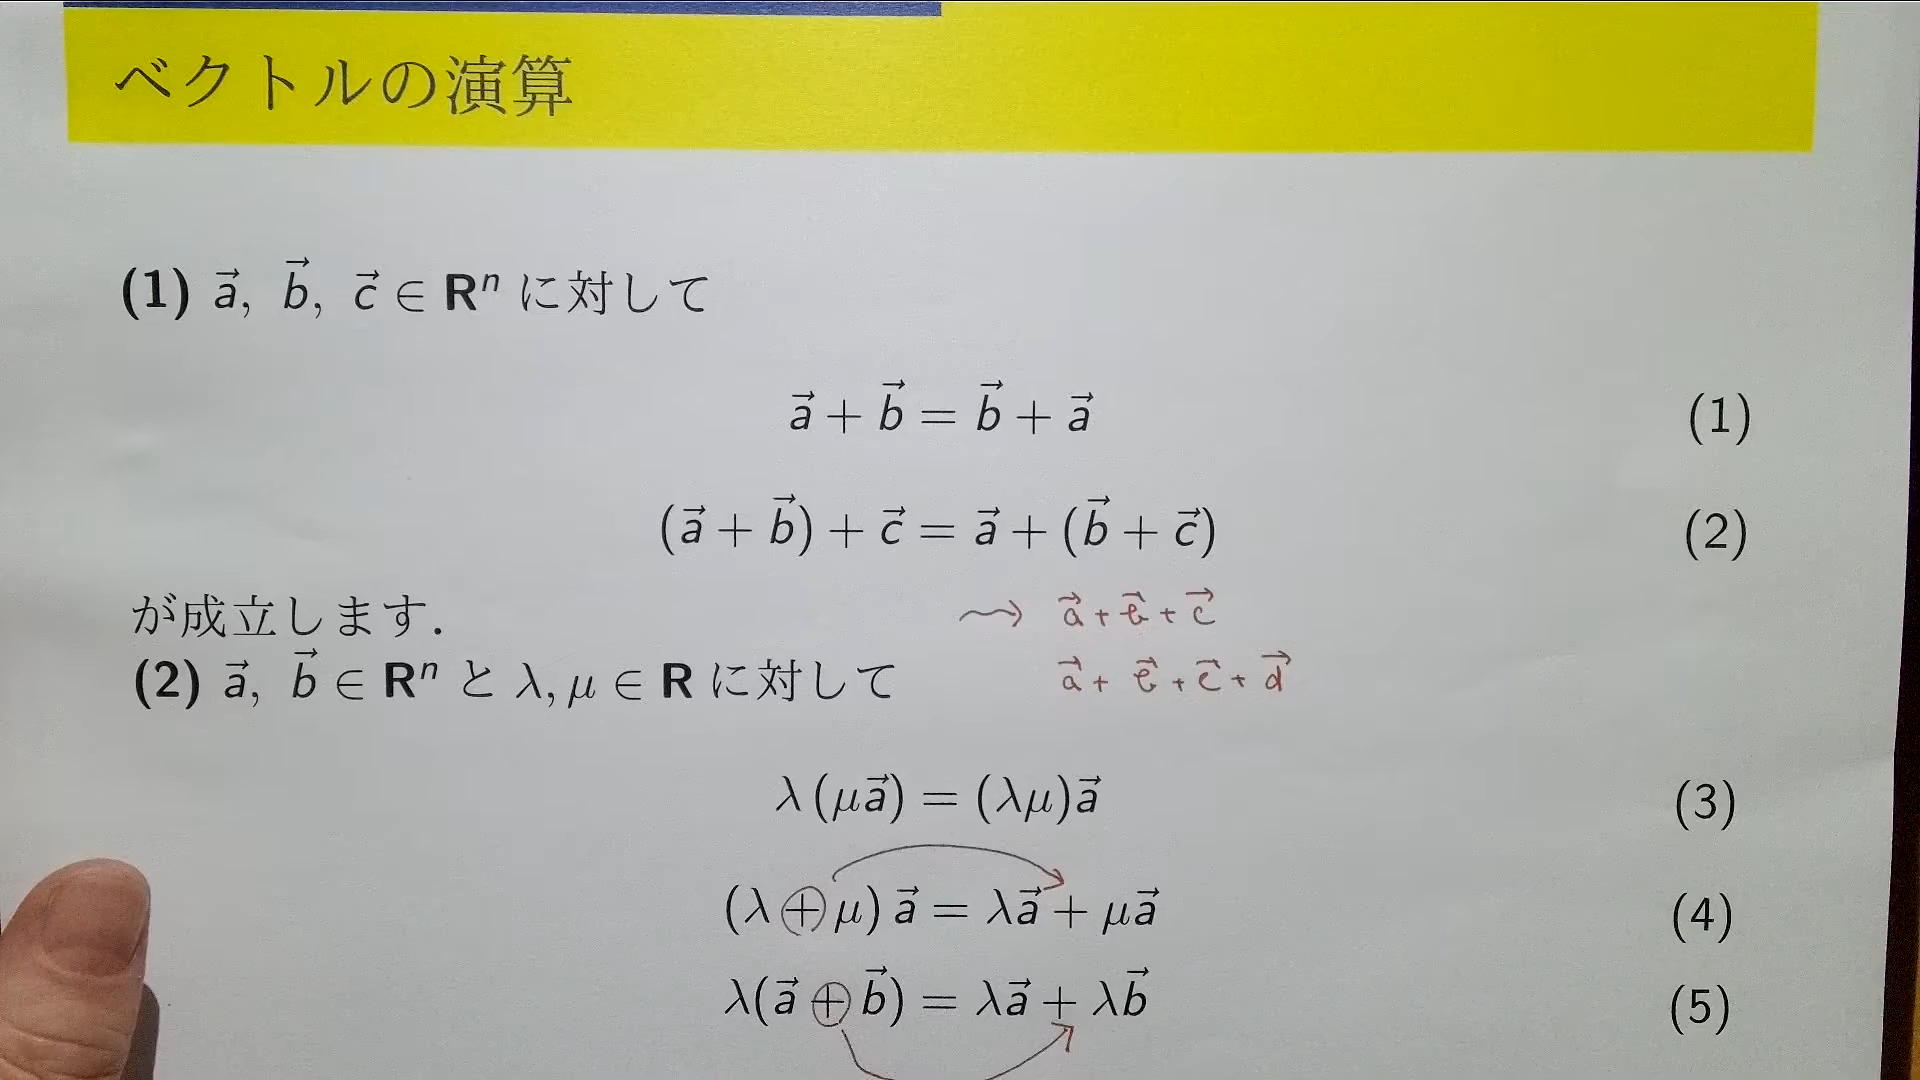 ベクトルの演算
(1) a⃗, b⃗, c⃗ ∈ Rⁿ に対して
a⃗ + b⃗ = b⃗ + a⃗ (1)
(a⃗ + b⃗) + c⃗ = a⃗ + (b⃗ + c⃗) (2)
が成立します.
⇝ a⃗ + b⃗ + c⃗
(2) a⃗, b⃗ ∈ Rⁿ と λ, μ ∈ R に対して
a⃗ + b⃗ + c⃗ + d⃗
λ(μa⃗) = (λμ)a⃗ (3)
(λ + μ) a⃗ = λa⃗ + μa⃗ (4)
λ(a⃗ + b⃗) = λa⃗ + λb⃗ (5)